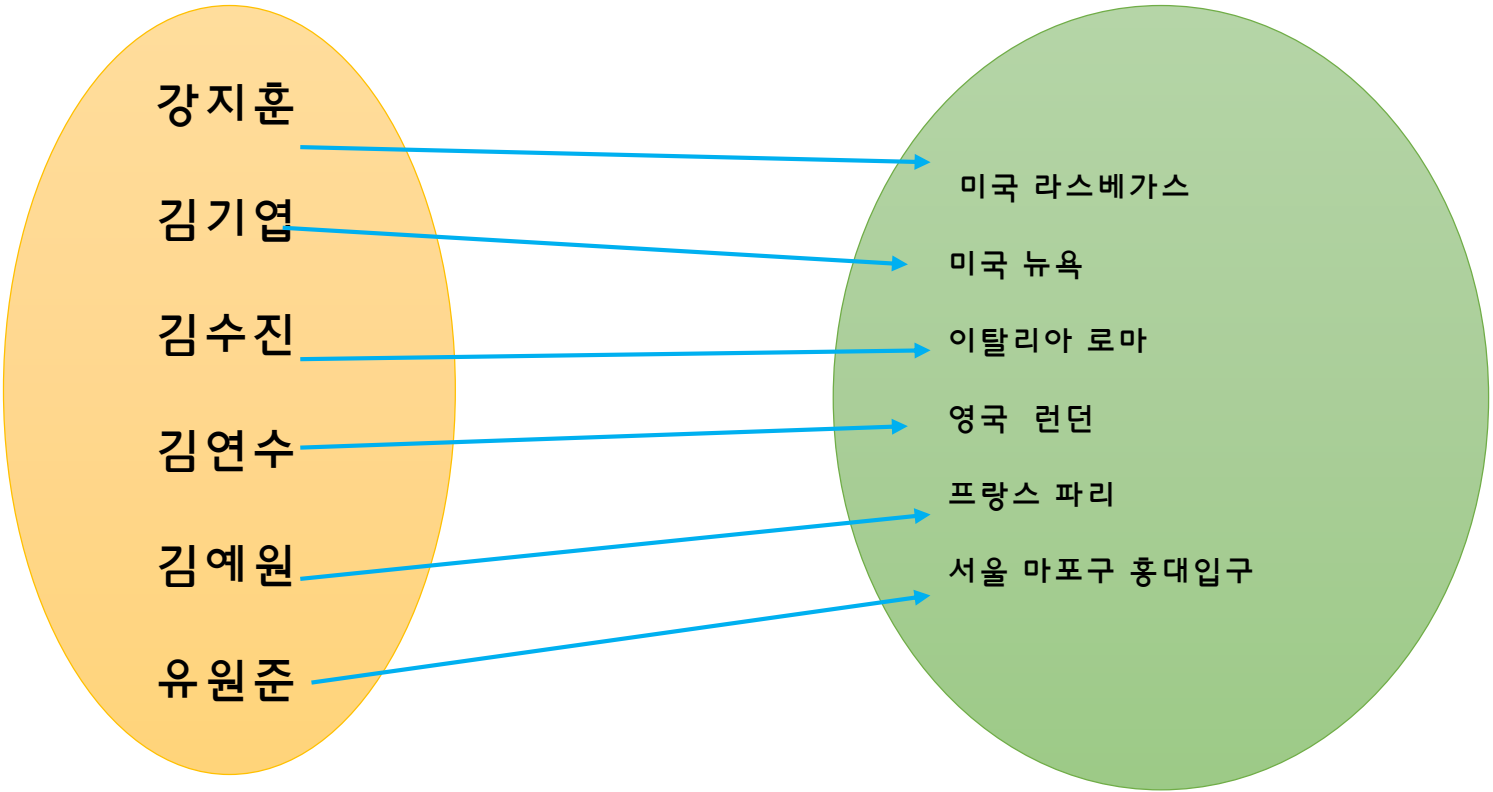 강지훈
김기엽
김수진
김연수
김예원
유원준
미국 라스베가스
미국 뉴욕
이탈리아 로마
영국 런던
프랑스 파리
서울 마포구 홍대입구